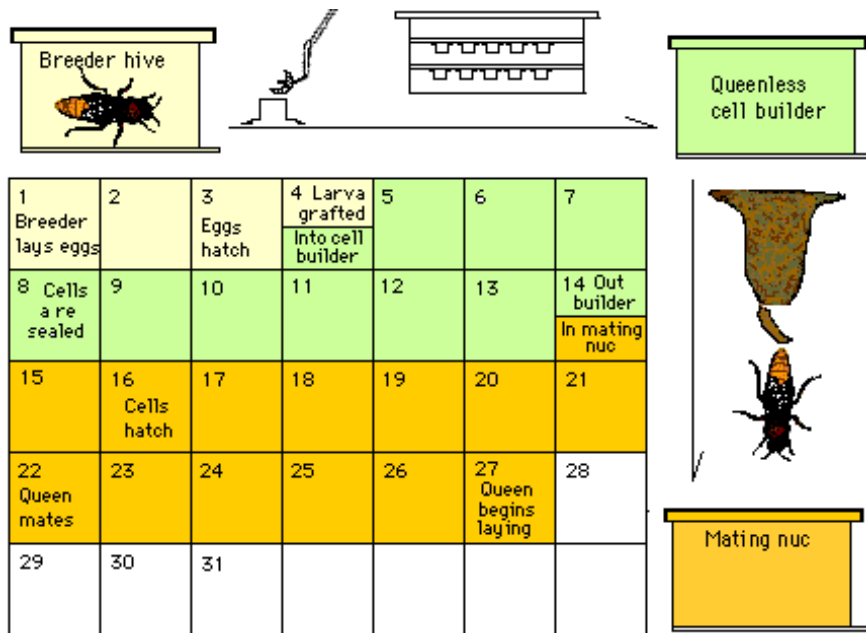 Breeder hive
Queenless
cell builder
1
Breeder
lays eggs
2
3
Eggs
hatch
4 Larva
grafted
Into cell
builder
5
6
7
8 Cells
a re
sealed
9
10
11
12
13
14 Out
builder
In mating
nuc
15
16
Cells
hatch
17
18
19
20
21
22
Queen
mates
23
24
25
26
27
Queen
begins
laying
28
29
30
31
Mating nuc